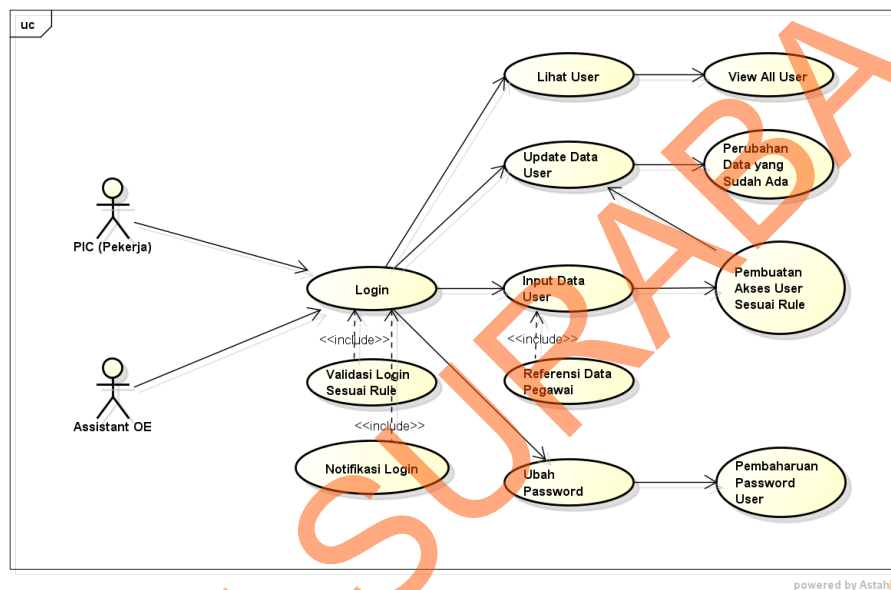 uc
Lihat User
View All User
Update Data
User
Perubahan
Data yang
Sudah Ada
PIC (Pekerja)
Login
Input Data
User
Pembuatan
Akses User
Sesuai Rule
<<include>>
<<include>>
Validasi Login
Sesuai Rule
Referensi Data
Pegawai
Assistant OE
<<include>>
Notifikasi Login
Ubah
Password
Pembaharuan
Password
User
SURABA
powered by Astah